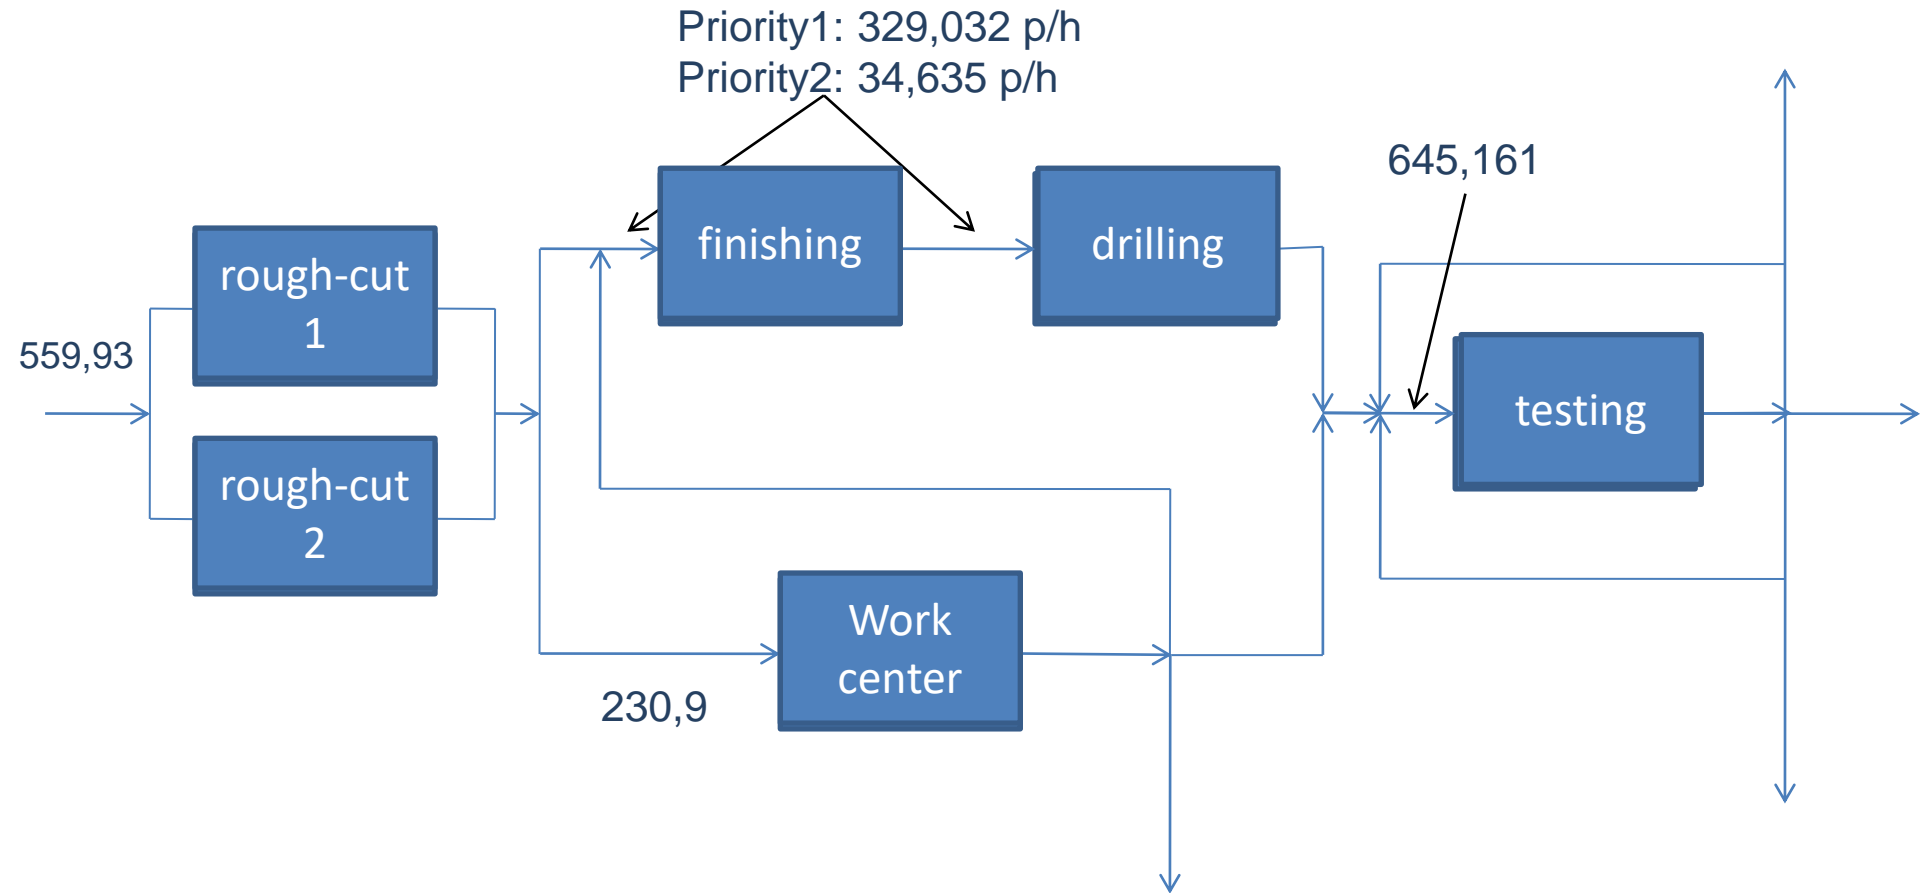 Priority1: 329,032 p/h
Priority2: 34,635 p/h
645,161
finishing
drilling
rough-cut
1
559,93
testing
rough-cut
2
Work
center
230,9